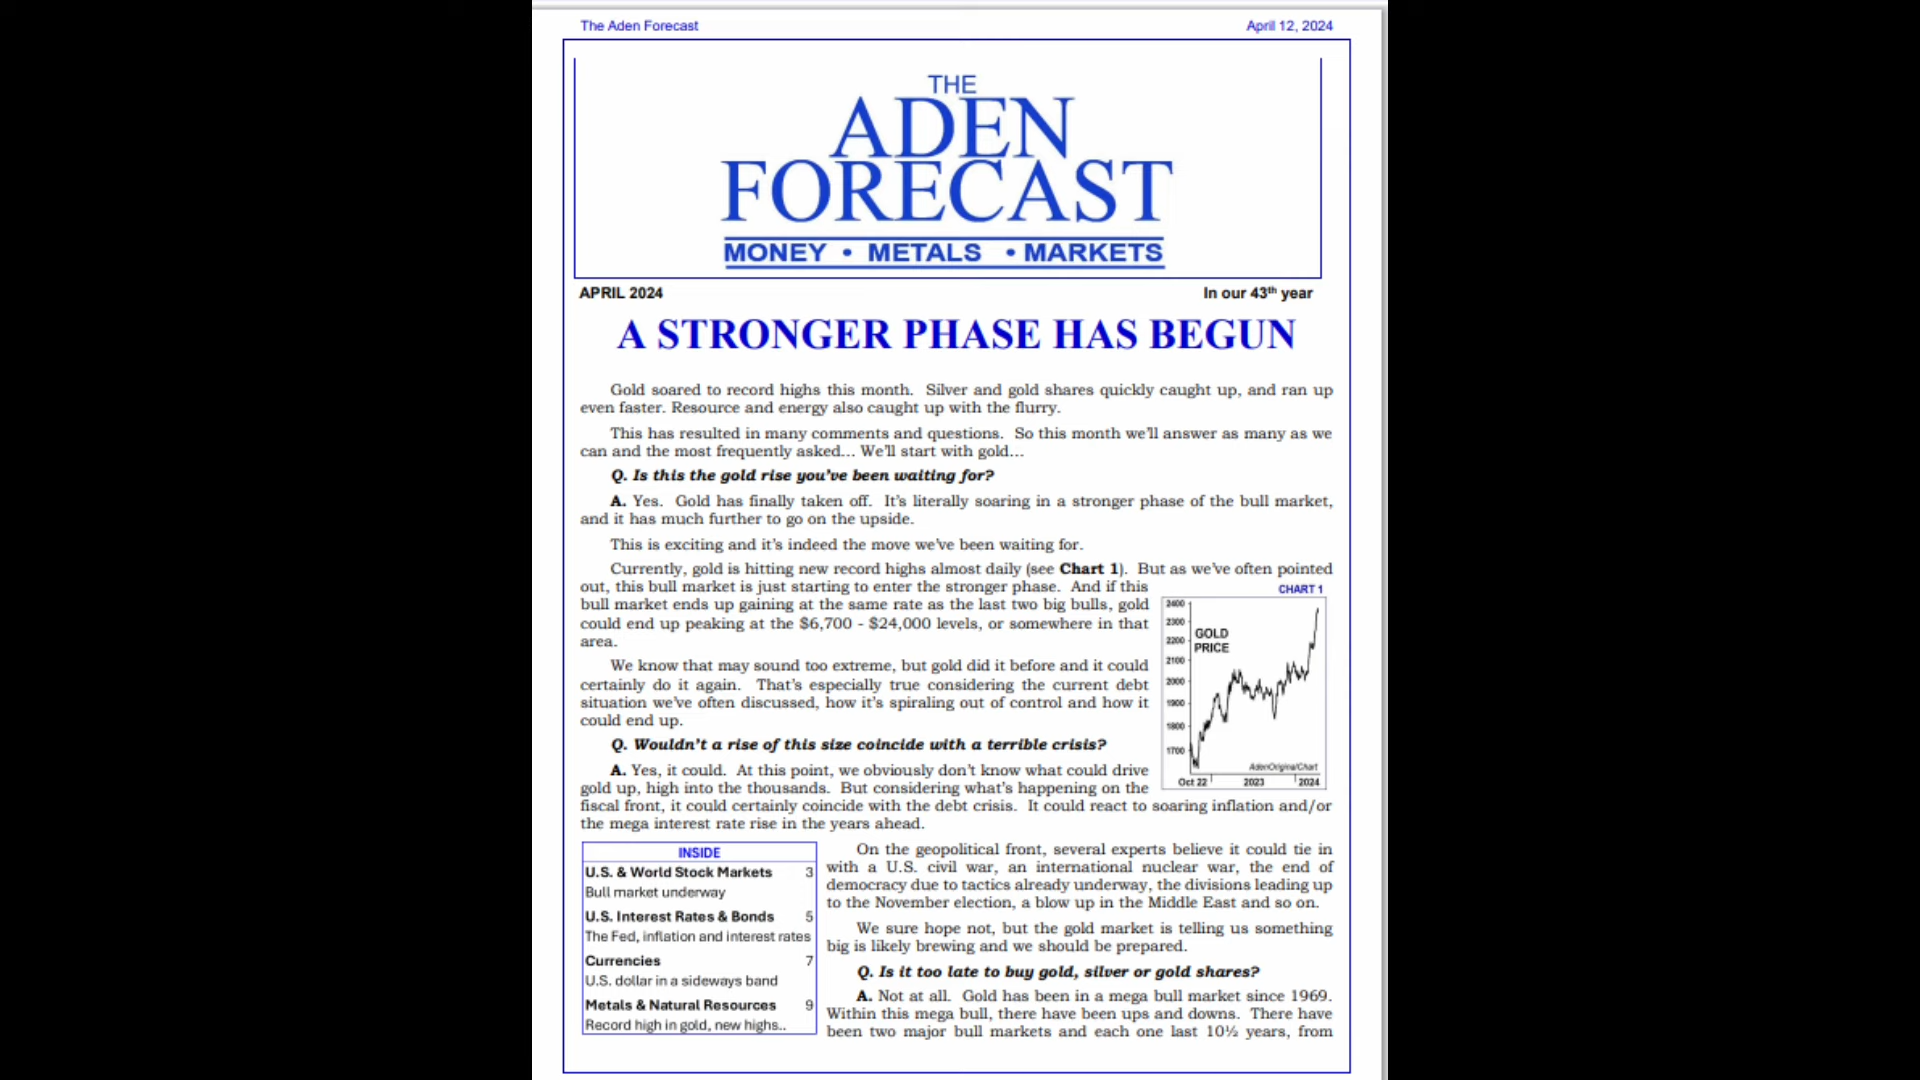 The Aden Forecast April 12, 2024
THE
ADEN
FORECAST
MONEY • METALS • MARKETS
APRIL 2024 In our 43th year
A STRONGER PHASE HAS BEGUN
Gold soared to record highs this month. Silver and gold shares quickly caught up, and ran up
even faster. Resource and energy also caught up with the flurry.
This has resulted in many comments and questions. So this month we'll answer as many as we
can and the most frequently asked... We'll start with gold...
Q. Is this the gold rise you've been waiting for?
A. Yes. Gold has finally taken off. It's literally soaring in a stronger phase of the bull market,
and it has much further to go on the upside.
This is exciting and it's indeed the move we've been waiting for.
Currently, gold is hitting new record highs almost daily (see Chart 1). But as we've often pointed
out, this bull market is just starting to enter the stronger phase. And if this
bull market ends up gaining at the same rate as the last two big bulls, gold
could end up peaking at the $6,700 - $24,000 levels, or somewhere in that
area.
We know that may sound too extreme, but gold did it before and it could
certainly do it again. That's especially true considering the current debt
situation we've often discussed, how it's spiraling out of control and how it
could end up.
Q. Wouldn't a rise of this size coincide with a terrible crisis?
A. Yes, it could. At this point, we obviously don't know what could drive
gold up, high into the thousands. But considering what's happening on the
fiscal front, it could certainly coincide with the debt crisis. It could react to soaring inflation and/or
the mega interest rate rise in the years ahead.
CHART 1
2400
2300
2200
2100
2000
1900
1800
1700
GOLD
PRICE
AdenOriginalChart
Oct 22 2023 2024
INSIDE
U.S. & World Stock Markets 3
Bull market underway
U.S. Interest Rates & Bonds 5
The Fed, inflation and interest rates
Currencies 7
U.S. dollar in a sideways band
Metals & Natural Resources 9
Record high in gold, new highs..
On the geopolitical front, several experts believe it could tie in
with a U.S. civil war, an international nuclear war, the end of
democracy due to tactics already underway, the divisions leading up
to the November election, a blow up in the Middle East and so on.
We sure hope not, but the gold market is telling us something
big is likely brewing and we should be prepared.
Q. Is it too late to buy gold, silver or gold shares?
A. Not at all. Gold has been in a mega bull market since 1969.
Within this mega bull, there have been ups and downs. There have
been two major bull markets and each one last 10½ years, from